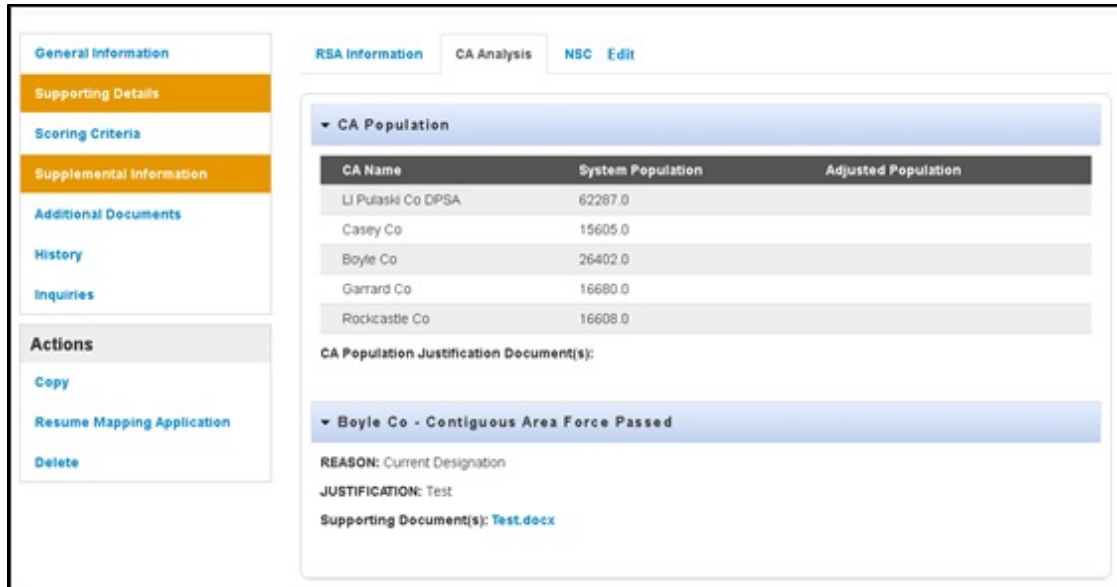 General Information
Supporting Details
Scoring Criteria
Supplemental Information
Additional Documents
History
Inquiries
Actions
Copy
Resume Mapping Application
Delete
RSA Information CA Analysis NSC Edit
CA Population
CA Name System Population Adjusted Population
LI Pulaski Co DPSA 62287.0
Casey Co 15605.0
Boyle Co 26402.0
Garrard Co 16680.0
Rockcastle Co 16608.0
CA Population Justification Document(s):
Boyle Co - Contiguous Area Force Passed
REASON: Current Designation
JUSTIFICATION: Test
Supporting Document(s): Test.docx